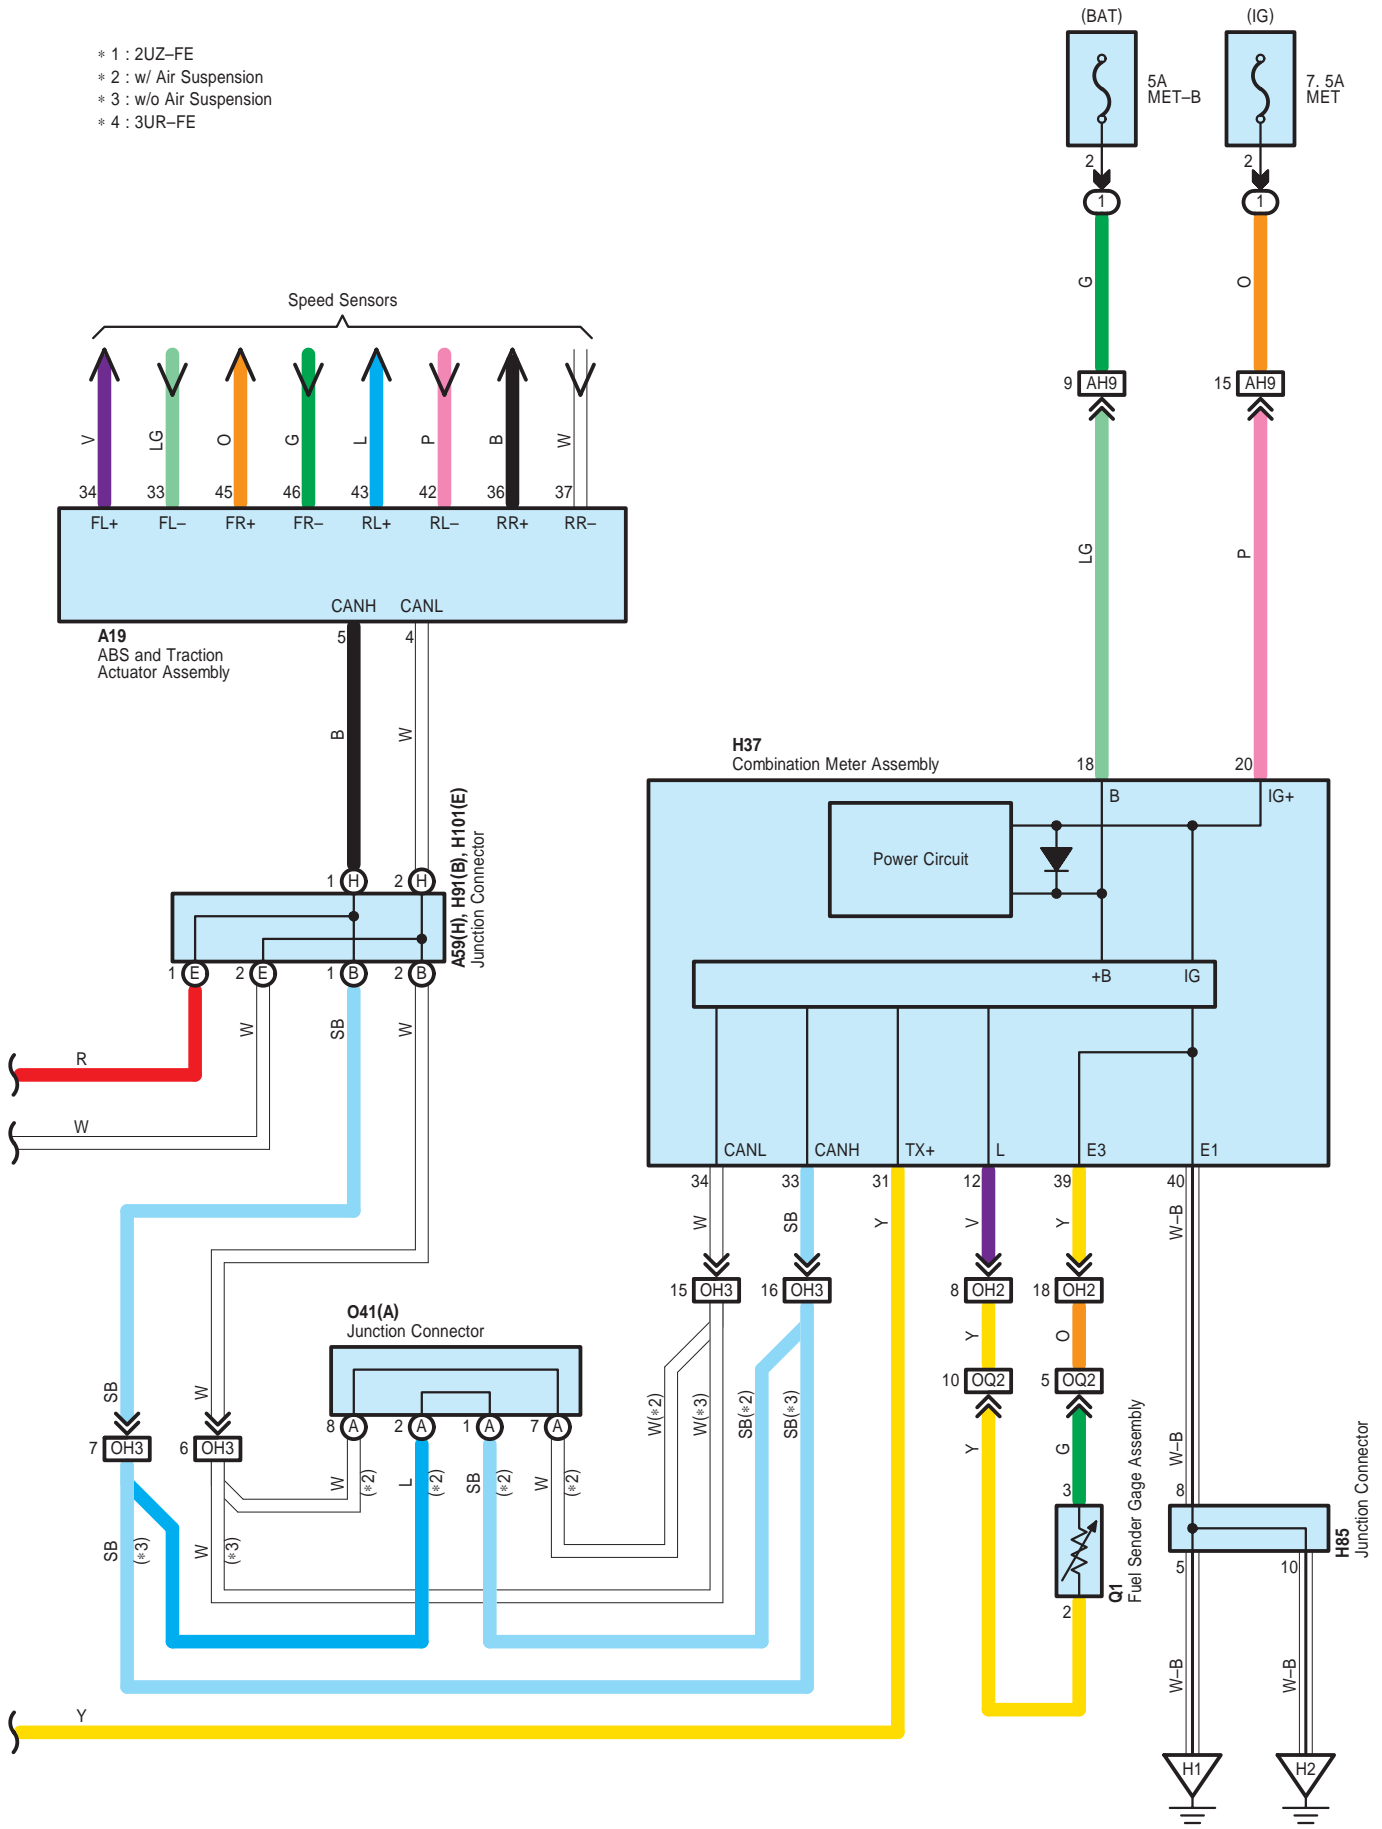 (BAT)
(IG)
∗ 1 : 2UZ–FE
∗ 2 : w/ Air Suspension
∗ 3 : w/o Air Suspension
∗ 4 : 3UR–FE
5A
MET–B
7. 5A
MET
2
2
1
1
G
O
Speed Sensors
9 AH9
15 AH9
V
LG
O
G
L
P
B
W
34
33
45
46
43
42
36
37
FL+
FL–
FR+
FR–
RL+
RL–
RR+
RR–
LG
P
CANH
CANL
A19
ABS and Traction
Actuator Assembly
5
4
B
W
H37
Combination Meter Assembly
18
20
B
IG+
Power Circuit
+B
IG
A59(H), H91(B), H101(E)
Junction Connector
1 H
2 H
1 E
2 E
1 B
2 B
W
SB
W
R
W
CANL
CANH
TX+
L
E3
E1
34
33
31
12
39
40
W
SB
Y
V
Y
W–B
15 OH3
16 OH3
8 OH2
18 OH2
Y
O
10 OQ2
5 OQ2
O41(A)
Junction Connector
8 A
2 A
1 A
7 A
SB
W
7 OH3
6 OH3
W
(∗2)
L
(∗2)
SB
(∗2)
W
(∗2)
W(∗2)
W(∗3)
SB(∗2)
SB(∗3)
Y
G
W–B
3
8
SB
(∗3)
W
(∗3)
Q1
Fuel Sender Gage Assembly
2
H85
Junction Connector
5
10
W–B
W–B
Y
H1
H2